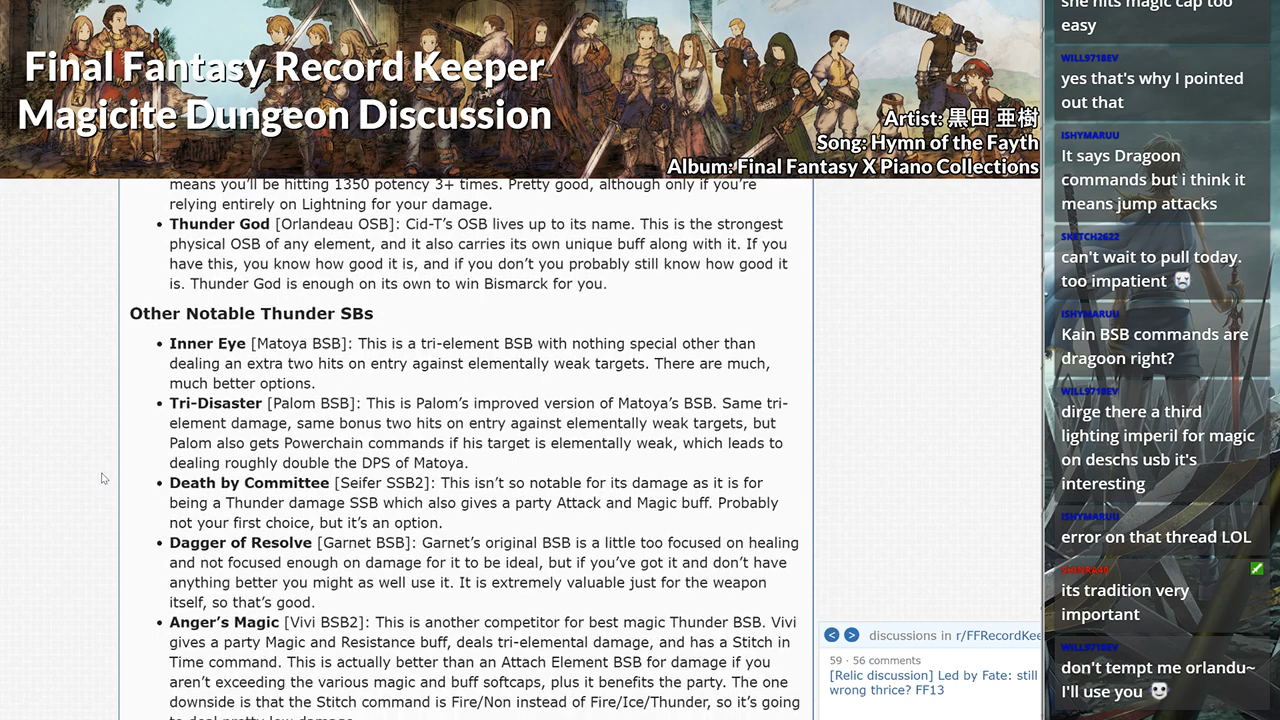 Final Fantasy Record Keeper
Magicite Dungeon Discussion
Artist: 黒田 亜樹
Song: Hymn of the Fayth
Album: Final Fantasy X Piano Collections
means you'll be hitting 1350 potency 3+ times. Pretty good, although only if you're
relying entirely on Lightning for your damage.
• Thunder God [Orlandeau OSB]: Cid-T's OSB lives up to its name. This is the strongest
physical OSB of any element, and it also carries its own unique buff along with it. If you
have this, you know how good it is, and if you don't you probably still know how good it
is. Thunder God is enough on its own to win Bismarck for you.
Other Notable Thunder SBs
• Inner Eye [Matoya BSB]: This is a tri-element BSB with nothing special other than
dealing an extra two hits on entry against elementally weak targets. There are much,
much better options.
• Tri-Disaster [Palom BSB]: This is Palom's improved version of Matoya's BSB. Same tri-
element damage, same bonus two hits on entry against elementally weak targets, but
Palom also gets Powerchain commands if his target is elementally weak, which leads to
dealing roughly double the DPS of Matoya.
• Death by Committee [Seifer SSB2]: This isn't so notable for its damage as it is for
being a Thunder damage SSB which also gives a party Attack and Magic buff. Probably
not your first choice, but it's an option.
• Dagger of Resolve [Garnet BSB]: Garnet's original BSB is a little too focused on healing
and not focused enough on damage for it to be ideal, but if you've got it and don't have
anything better you might as well use it. It is extremely valuable just for the weapon
itself, so that's good.
• Anger's Magic [Vivi BSB2]: This is another competitor for best magic Thunder BSB. Vivi
gives a party Magic and Resistance buff, deals tri-elemental damage, and has a Stitch in
Time command. This is actually better than an Attach Element BSB for damage if you
aren't exceeding the various magic and buff softcaps, plus it benefits the party. The one
downside is that the Stitch command is Fire/Non instead of Fire/Ice/Thunder, so it's going
to deal pretty low damage.
< > discussions in r/FFRecordKee
59 · 56 comments
[Relic discussion] Led by Fate: still
wrong thrice? FF13
she hits magic cap too
easy
WILL9718EV
yes that's why I pointed
out that
ISHYMARUU
It says Dragoon
commands but i think it
means jump attacks
SKETCH2622
can't wait to pull today.
too impatient
ISHYMARUU
Kain BSB commands are
dragoon right?
WILL9718EV
dirge there a third
lighting imperil for magic
on deschs usb it's
interesting
ISHYMARUU
error on that thread LOL
its tradition very
important
WILL9718EV
don't tempt me orlandu~
I'll use you